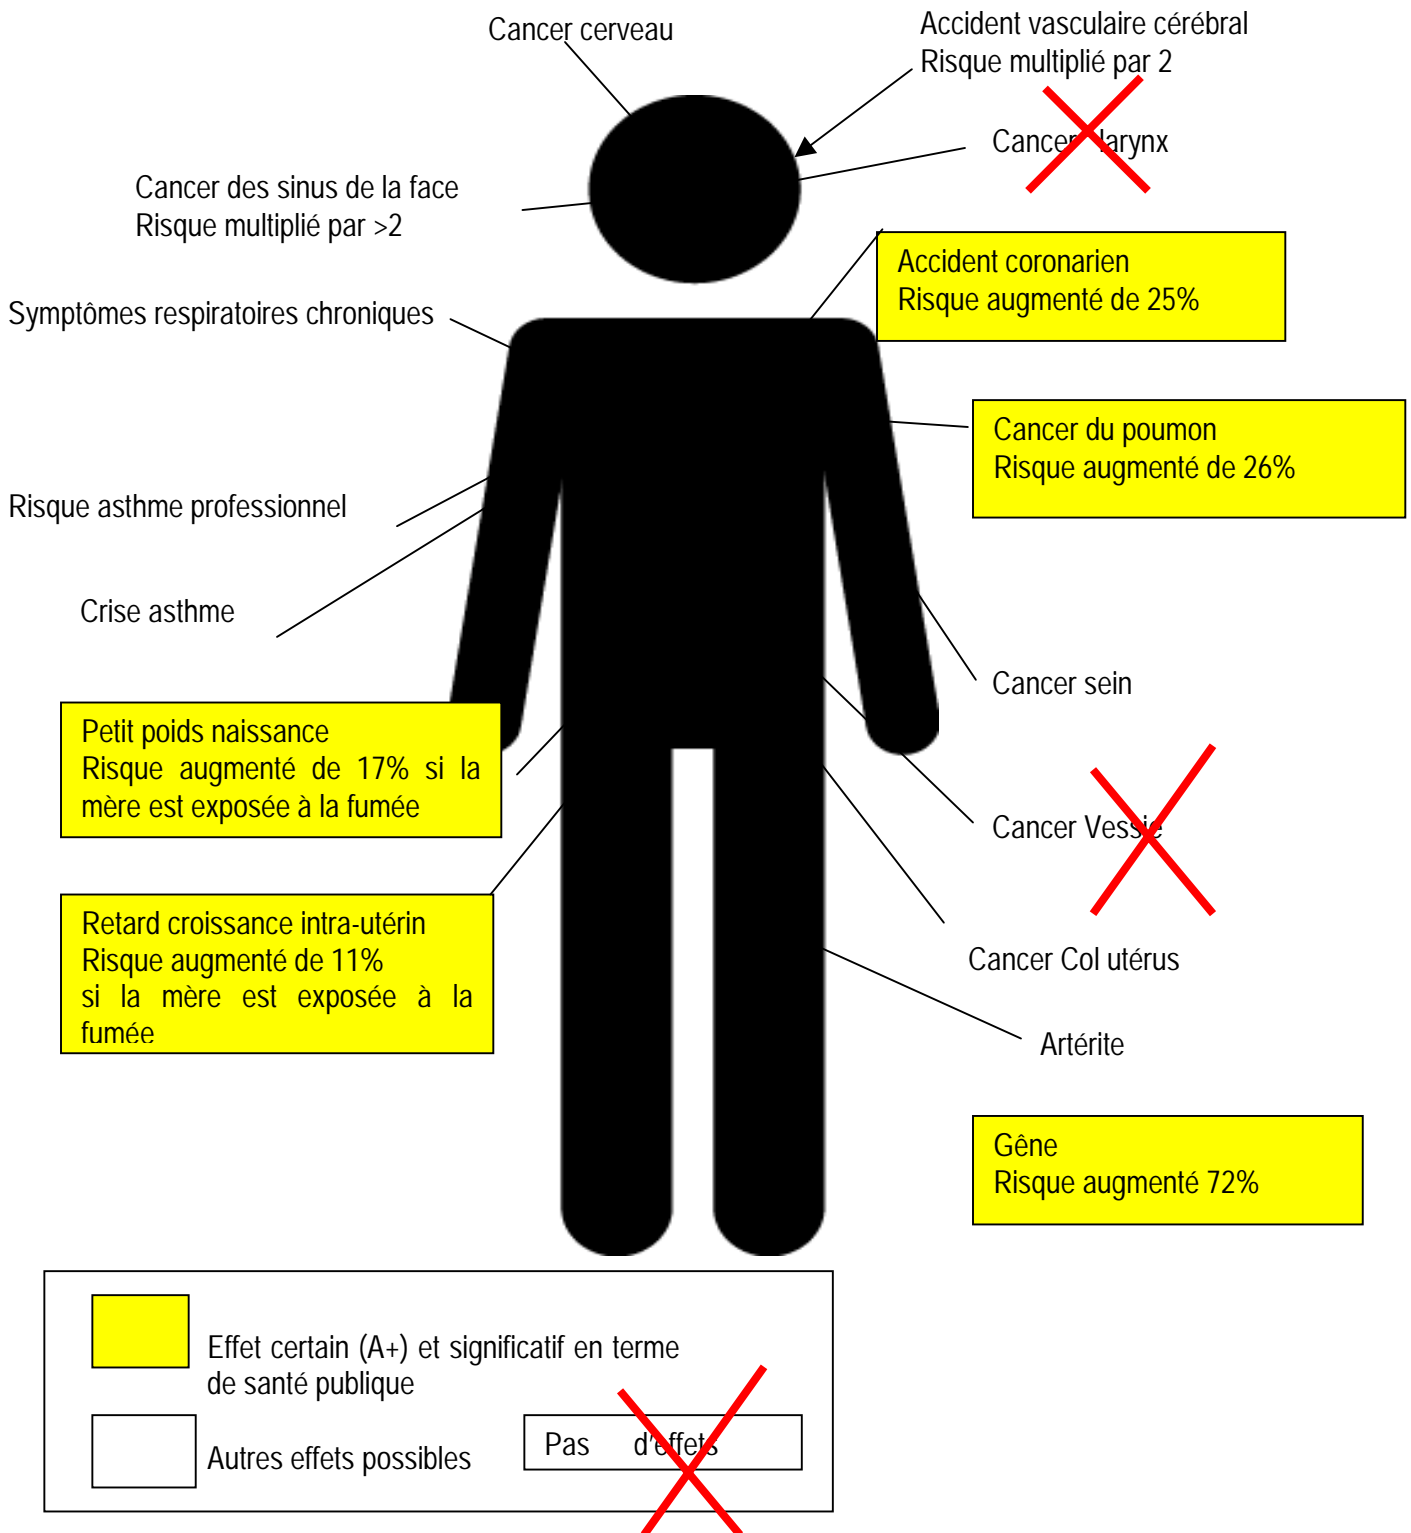 Cancer cerveau
Accident vasculaire cérébral
Risque multiplié par 2
Cancer larynx
Cancer des sinus de la face
Risque multiplié par >2
Accident coronarien
Risque augmenté de 25%
Symptômes respiratoires chroniques
Cancer du poumon
Risque augmenté de 26%
Risque asthme professionnel
Crise asthme
Cancer sein
Petit poids naissance
Risque augmenté de 17% si la
mère est exposée à la fumée
Cancer Vessie
Retard croissance intra-utérin
Risque augmenté de 11%
si la mère est exposée à la
fumée
Cancer Col utérus
Artérite
Gêne
Risque augmenté 72%
Effet certain (A+) et significatif en terme
de santé publique
Autres effets possibles
Pas d'effets